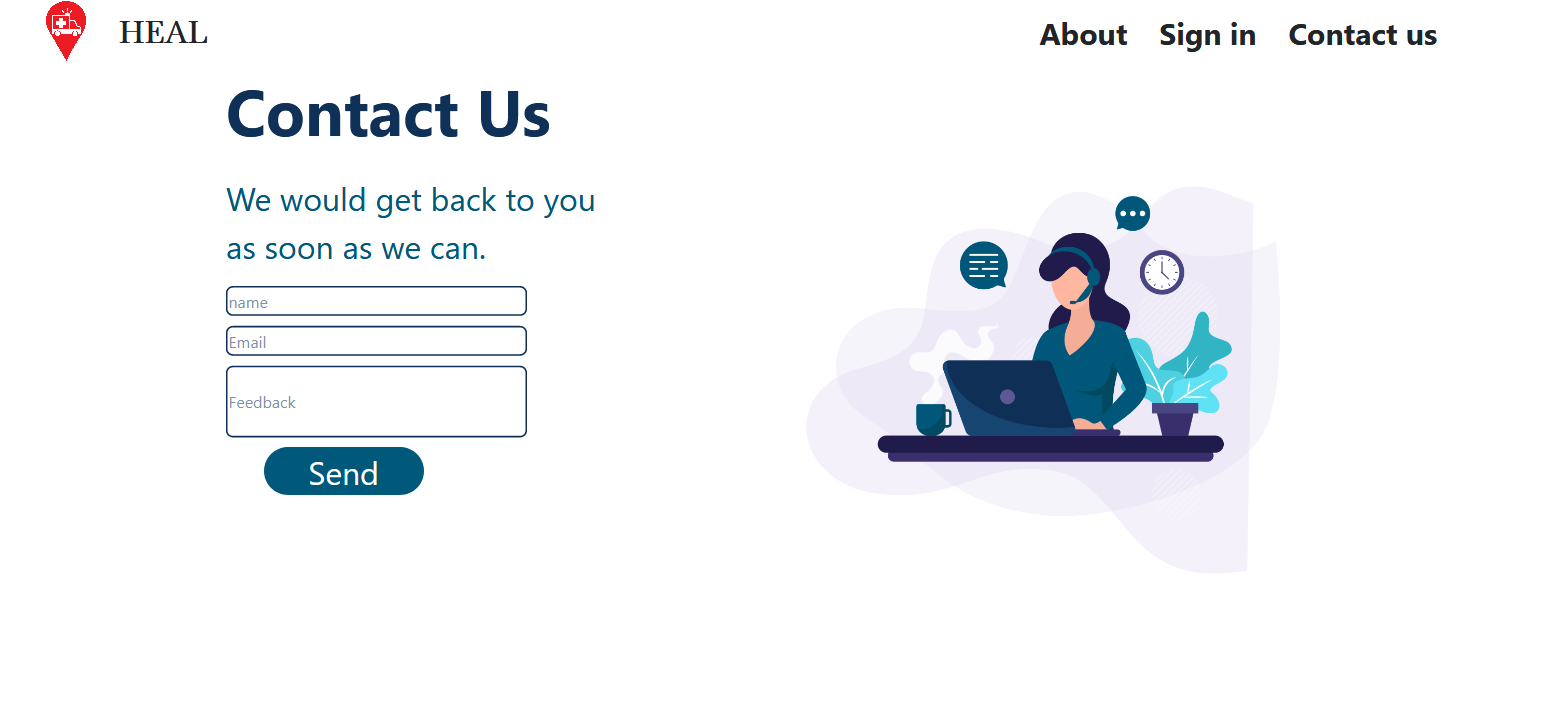 HEAL
About Sign in Contact us
Contact Us
We would get back to you
as soon as we can.
name
Email
Feedback
Send